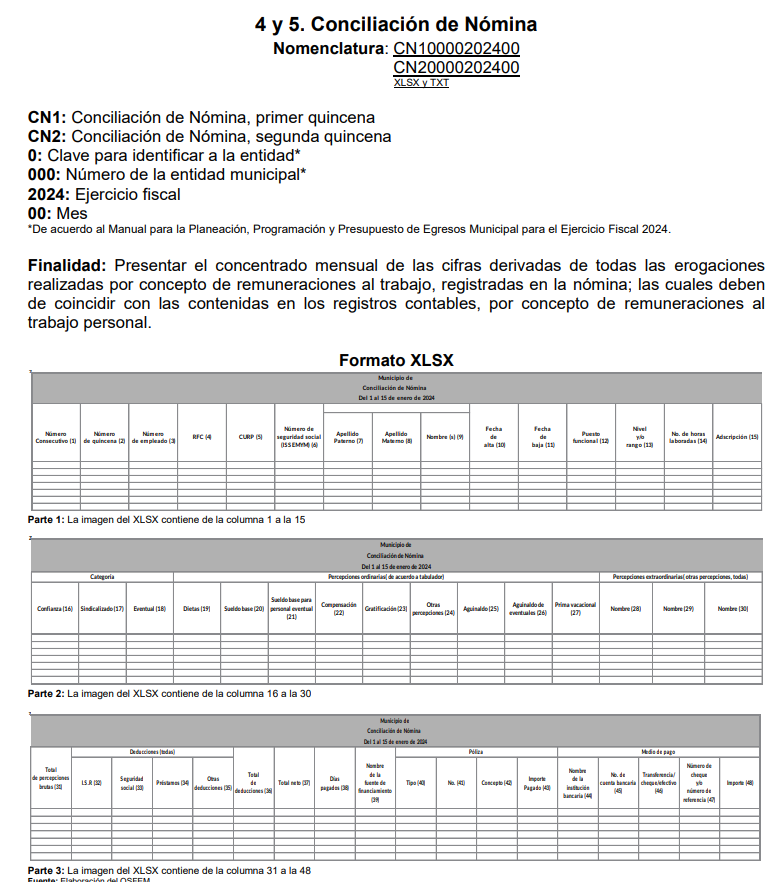 4 y 5. Conciliación de Nómina
Nomenclatura: CN10000202400
CN20000202400
XLSX y TXT
CN1: Conciliación de Nómina, primer quincena
CN2: Conciliación de Nómina, segunda quincena
0: Clave para identificar a la entidad*
000: Número de la entidad municipal*
2024: Ejercicio fiscal
00: Mes
*De acuerdo al Manual para la Planeación, Programación y Presupuesto de Egresos Municipal para el Ejercicio Fiscal 2024.
Finalidad: Presentar el concentrado mensual de las cifras derivadas de todas las erogaciones
realizadas por concepto de remuneraciones al trabajo, registradas en la nómina; las cuales deben
de coincidir con las contenidas en los registros contables, por concepto de remuneraciones al
trabajo personal.
Formato XLSX
Municipio de
Conciliación de Nómina
Del 1 al 15 de enero de 2024
Número Consecutivo (1)
Número de quincena (2)
Número de empleado (3)
RFC (4)
CURP (5)
Número de seguridad social (ISSEMYM) (6)
Apellido Paterno (7)
Apellido Materno (8)
Nombre (s) (9)
Fecha de alta (10)
Fecha de baja (11)
Puesto funcional (12)
Nivel y/o rango (13)
No. de horas laboradas (14)
Adscripción (15)
Parte 1: La imagen del XLSX contiene de la columna 1 a la 15
Municipio de
Conciliación de Nómina
Del 1 al 15 de enero de 2024
Categoría
Percepciones ordinarias( de acuerdo a tabulador)
Percepciones extraordinarias( otras percepciones, todas)
Confianza (16)
Sindicalizado (17)
Eventual (18)
Dietas (19)
Sueldo base (20)
Sueldo base para personal eventual (21)
Compensación (22)
Gratificación (23)
Otras percepciones (24)
Aguinaldo (25)
Aguinaldo de eventuales (26)
Prima vacacional (27)
Nombre (28)
Nombre (29)
Nombre (30)
Parte 2: La imagen del XLSX contiene de la columna 16 a la 30
Municipio de
Conciliación de Nómina
Del 1 al 15 de enero de 2024
Deducciones (todas)
Póliza
Medio de pago
Total de percepciones brutas (31)
I.S.R (32)
Seguridad social (33)
Préstamos (34)
Otras deducciones (35)
Total de deducciones (36)
Total neto (37)
Días pagados (38)
Nombre de la fuente de financiamiento (39)
Tipo (40)
No. (41)
Concepto (42)
Importe Pagado (43)
Nombre de la institución bancaria (44)
No. de cuenta bancaria (45)
Transferencia/ cheque/efectivo (46)
Número de cheque y/o número de referencia (47)
Importe (48)
Parte 3: La imagen del XLSX contiene de la columna 31 a la 48
Fuente: Elaboración del OSFEM